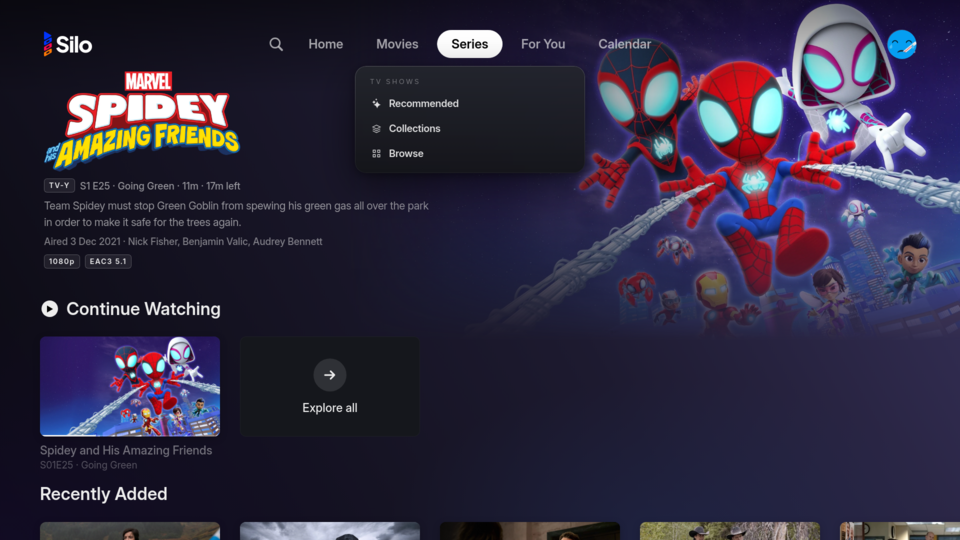 Silo
Home
Movies
Series
For You
Calendar
TV SHOWS
Recommended
Collections
Browse
MARVEL
SPIDEY
and his
AMAZING FRIENDS
TV-Y S1 E25 · Going Green · 11m · 17m left
Team Spidey must stop Green Goblin from spewing his green gas all over the park
in order to make it safe for the trees again.
Aired 3 Dec 2021 · Nick Fisher, Benjamin Valic, Audrey Bennett
1080p EAC3 5.1
Continue Watching
Explore all
Spidey and His Amazing Friends
S01E25 · Going Green
Recently Added